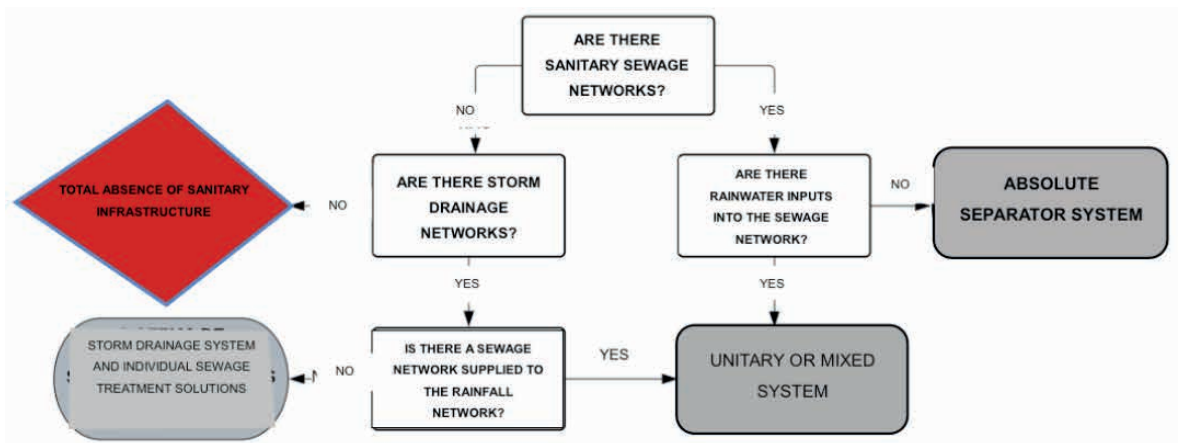 ARE THERE
SANITARY SEWAGE
NETWORKS?
NO
YES
TOTAL ABSENCE OF SANITARY
INFRASTRUCTURE
NO
ARE THERE STORM
DRAINAGE
NETWORKS?
ARE THERE
RAINWATER INPUTS
INTO THE SEWAGE
NETWORK?
NO
ABSOLUTE
SEPARATOR SYSTEM
YES
YES
STORM DRAINAGE SYSTEM
AND INDIVIDUAL SEWAGE
TREATMENT SOLUTIONS
NO
IS THERE A SEWAGE
NETWORK SUPPLIED TO
THE RAINFALL
NETWORK?
YES
UNITARY OR MIXED
SYSTEM